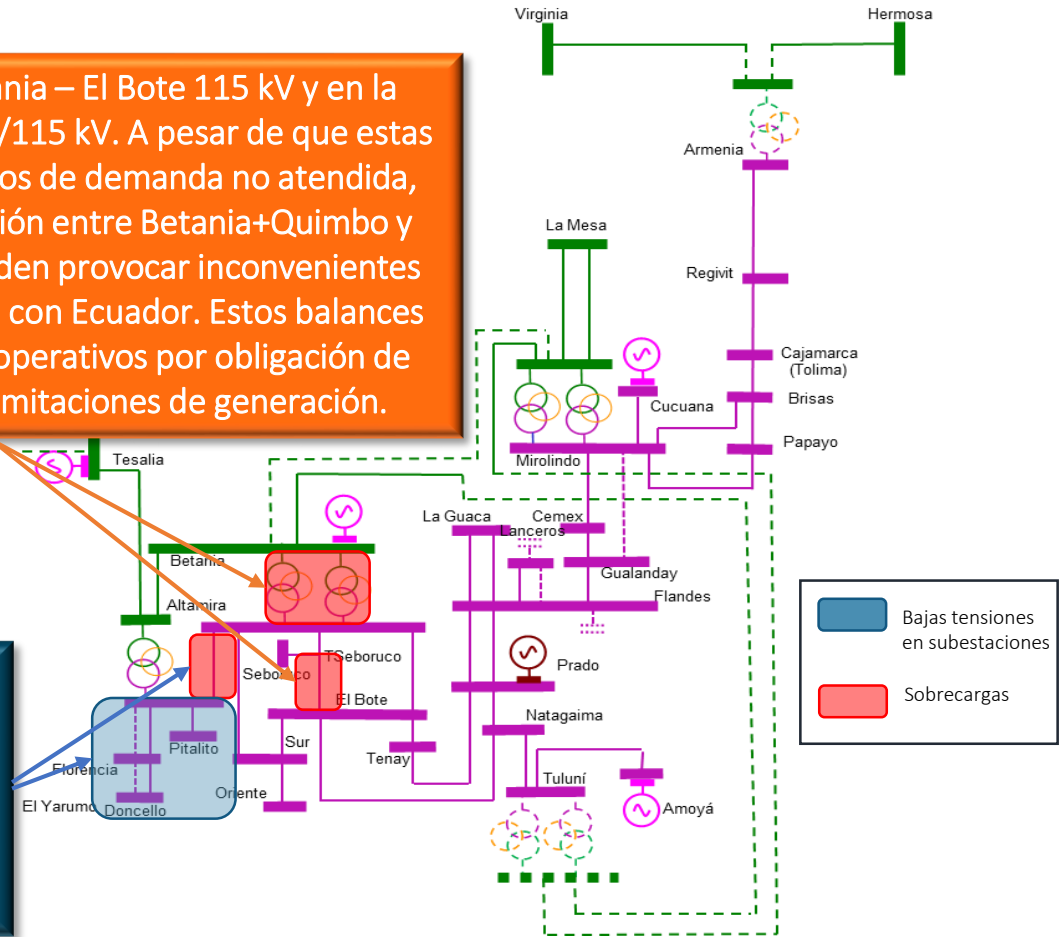 Virginia
Hermosa
nia – El Bote 115 kV y en la
/115 kV. A pesar de que estas
os de demanda no atendida,
ión entre Betania+Quimbo y
den provocar inconvenientes
con Ecuador. Estos balances
operativos por obligación de
mitaciones de generación.
Armenia
La Mesa
Regivit
Cajamarca
(Tolima)
Brisas
Cucuana
Papayo
Mirolindo
Tesalia
La Guaca
Cemex
Lanceros
Betania
Gualanday
Altamira
Flandes
TSeboruco
Prado
Seboruco
El Bote
Natagaima
Sur
Pitalito
Tenay
Florencia
Tuluní
Oriente
El Yarumo
Doncello
Amoyá
Bajas tensiones
en subestaciones
Sobrecargas